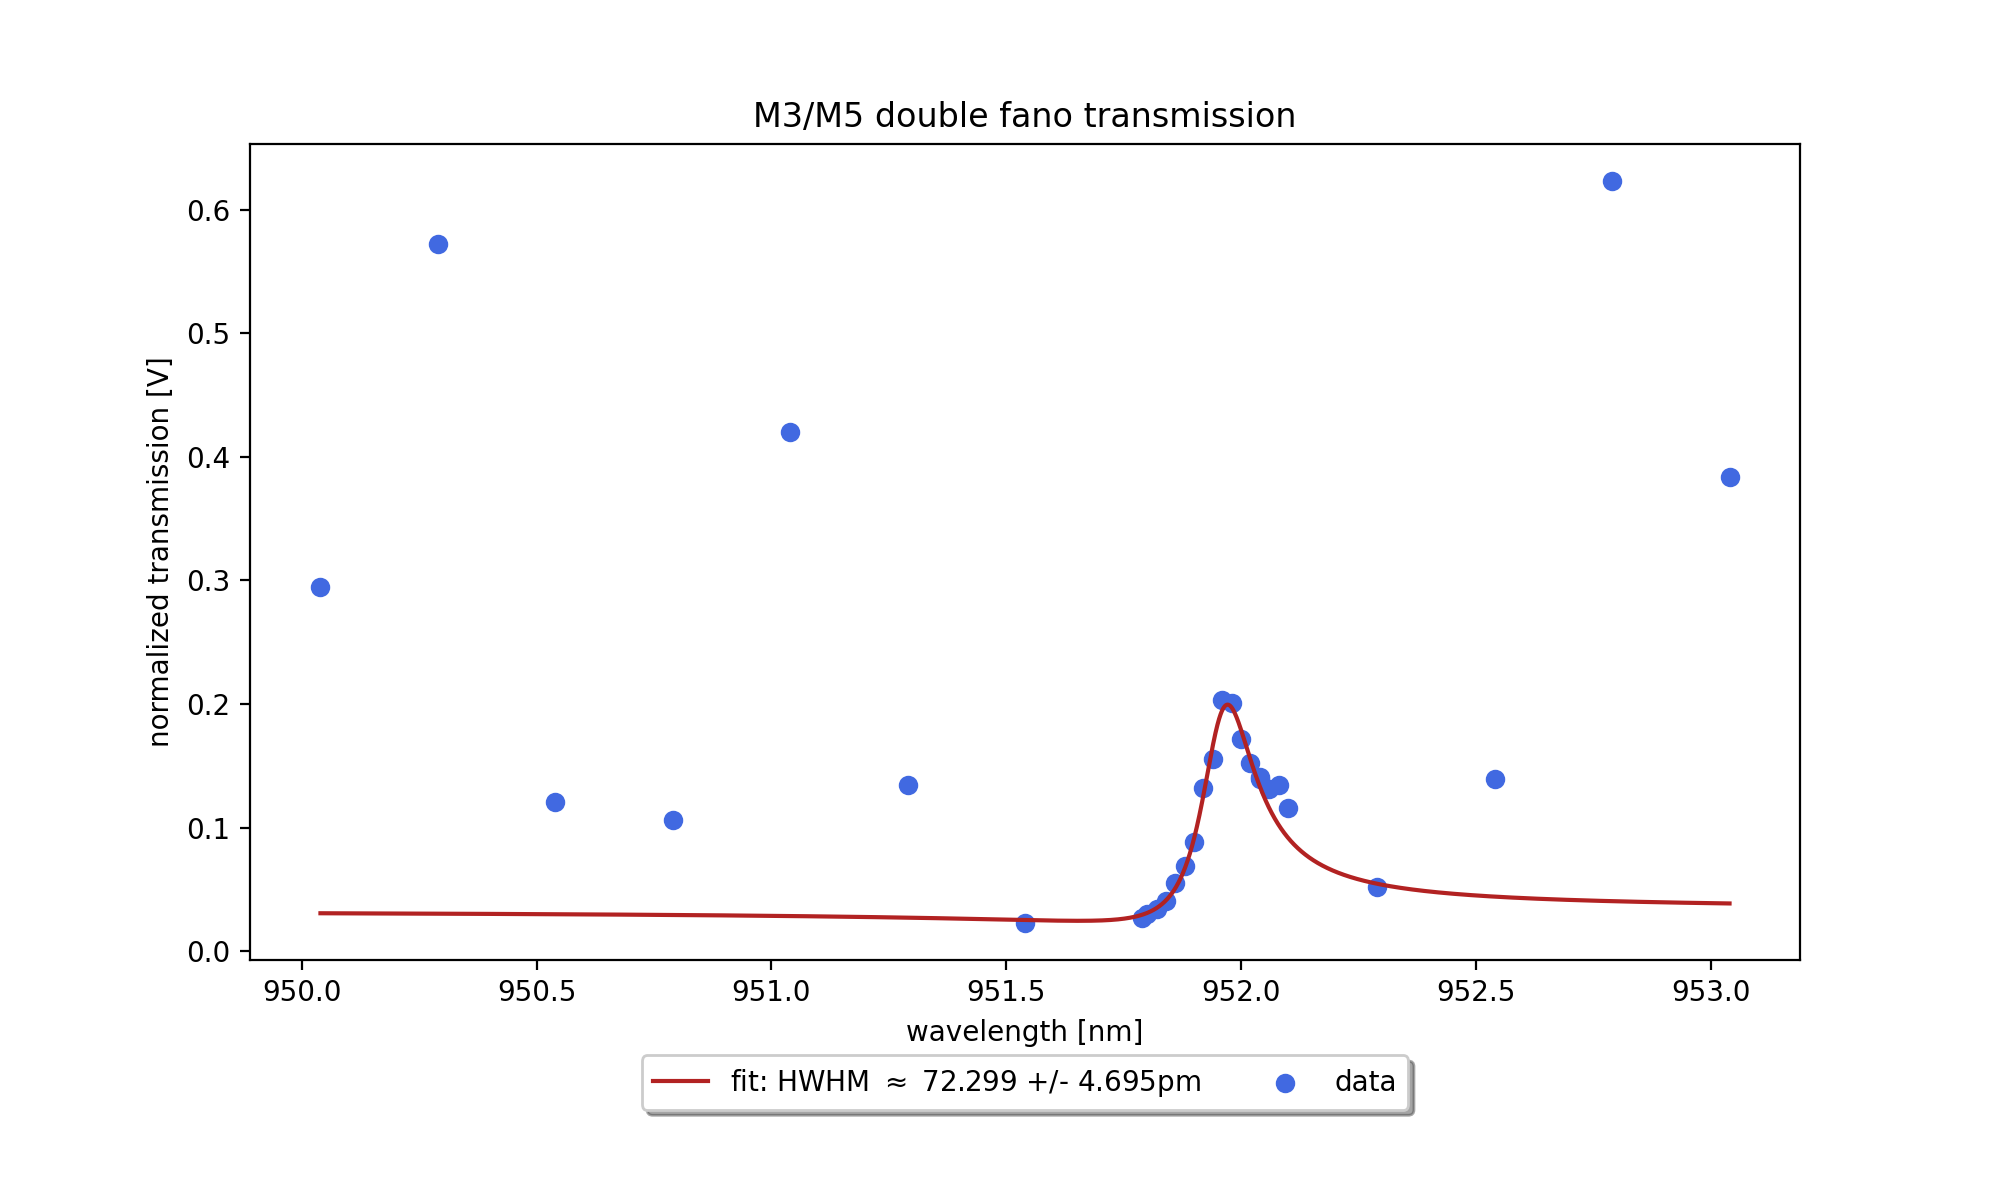 M3/M5 double fano transmission
normalized transmission [V]
0.6
0.5
0.4
0.3
0.2
0.1
0.0
950.0 950.5 951.0 951.5 952.0 952.5 953.0
wavelength [nm]
fit: HWHM ≈ 72.299 +/- 4.695pm data